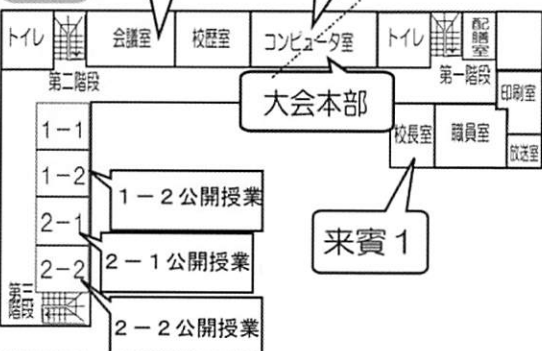 トイレ
会議室
校歴室
コンピュータ室
トイレ
配膳室
第二階段
第一階段
印刷室
大会本部
1-1
校長室
職員室
放送室
1-2
1-2公開授業
2-1
来賓1
2-1公開授業
2-2
第三階段
2-2公開授業